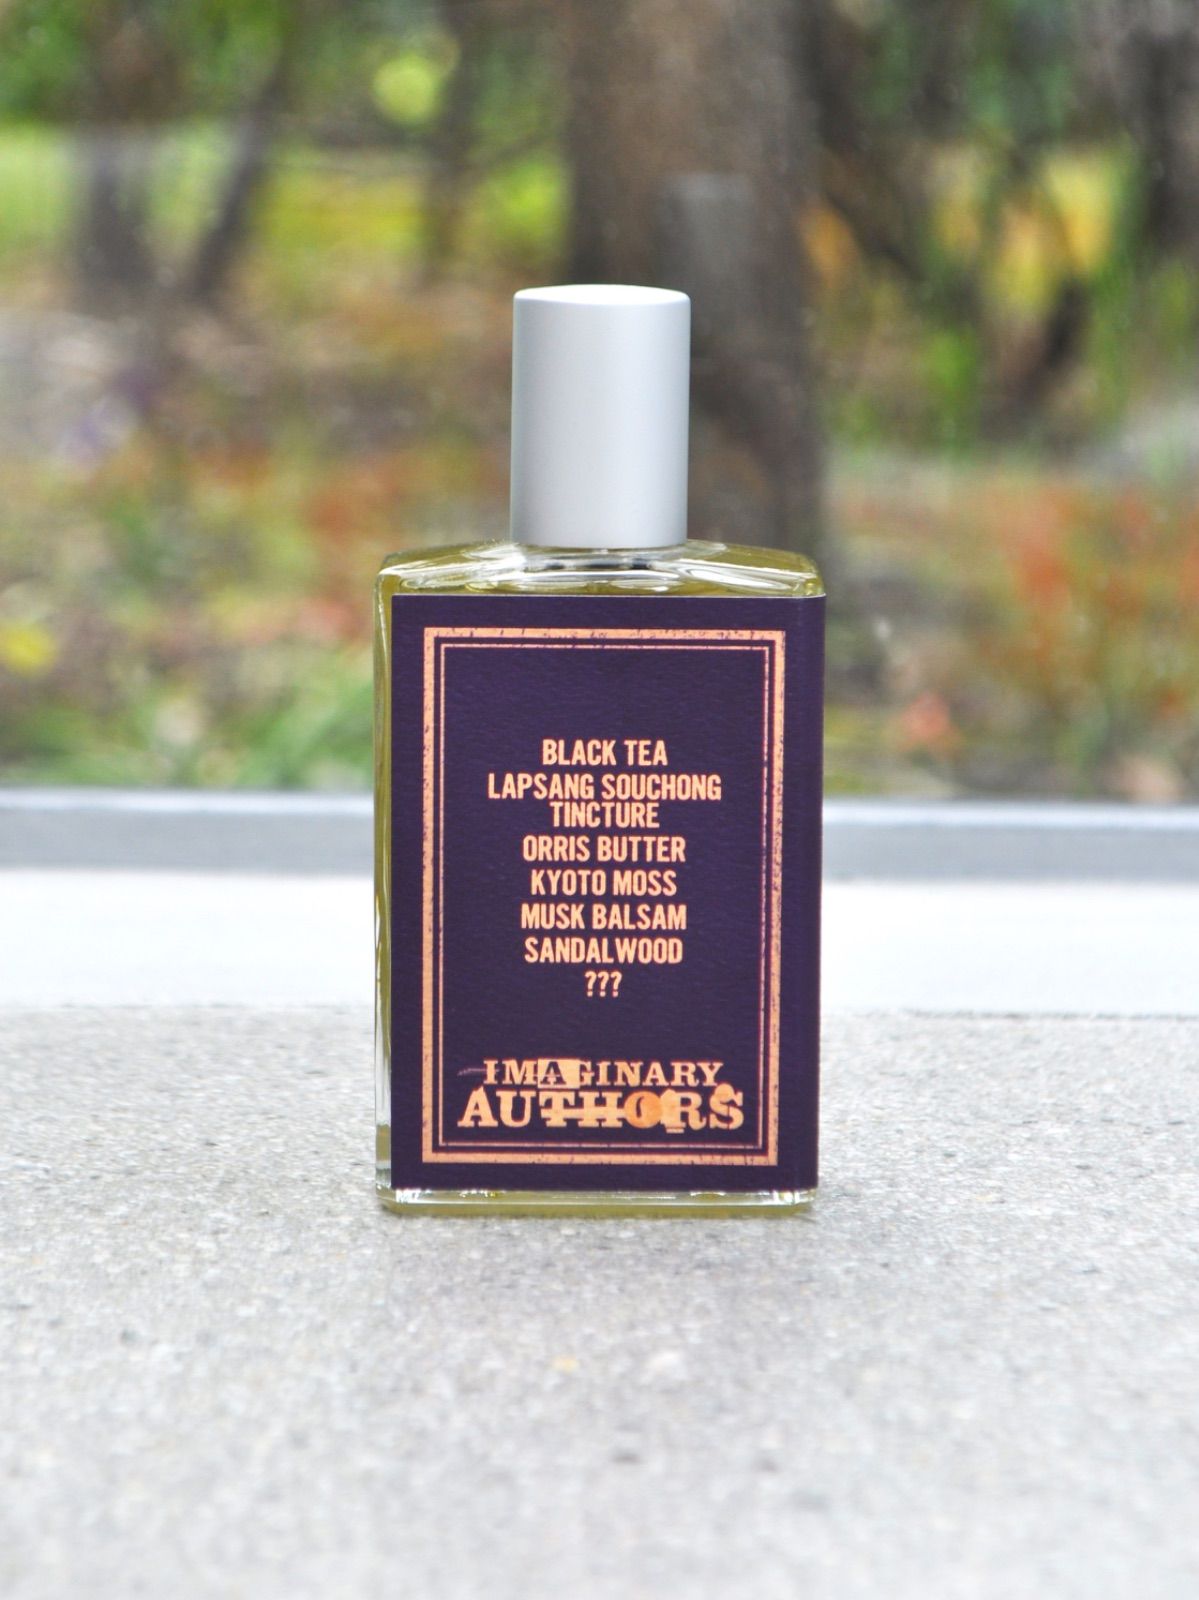 BLACK TEA
LAPSANG SOUCHONG
TINCTURE
ORRIS BUTTER
KYOTO MOSS
MUSK BALSAM
SANDALWOOD
???
IMAGINARY
AUTHORS